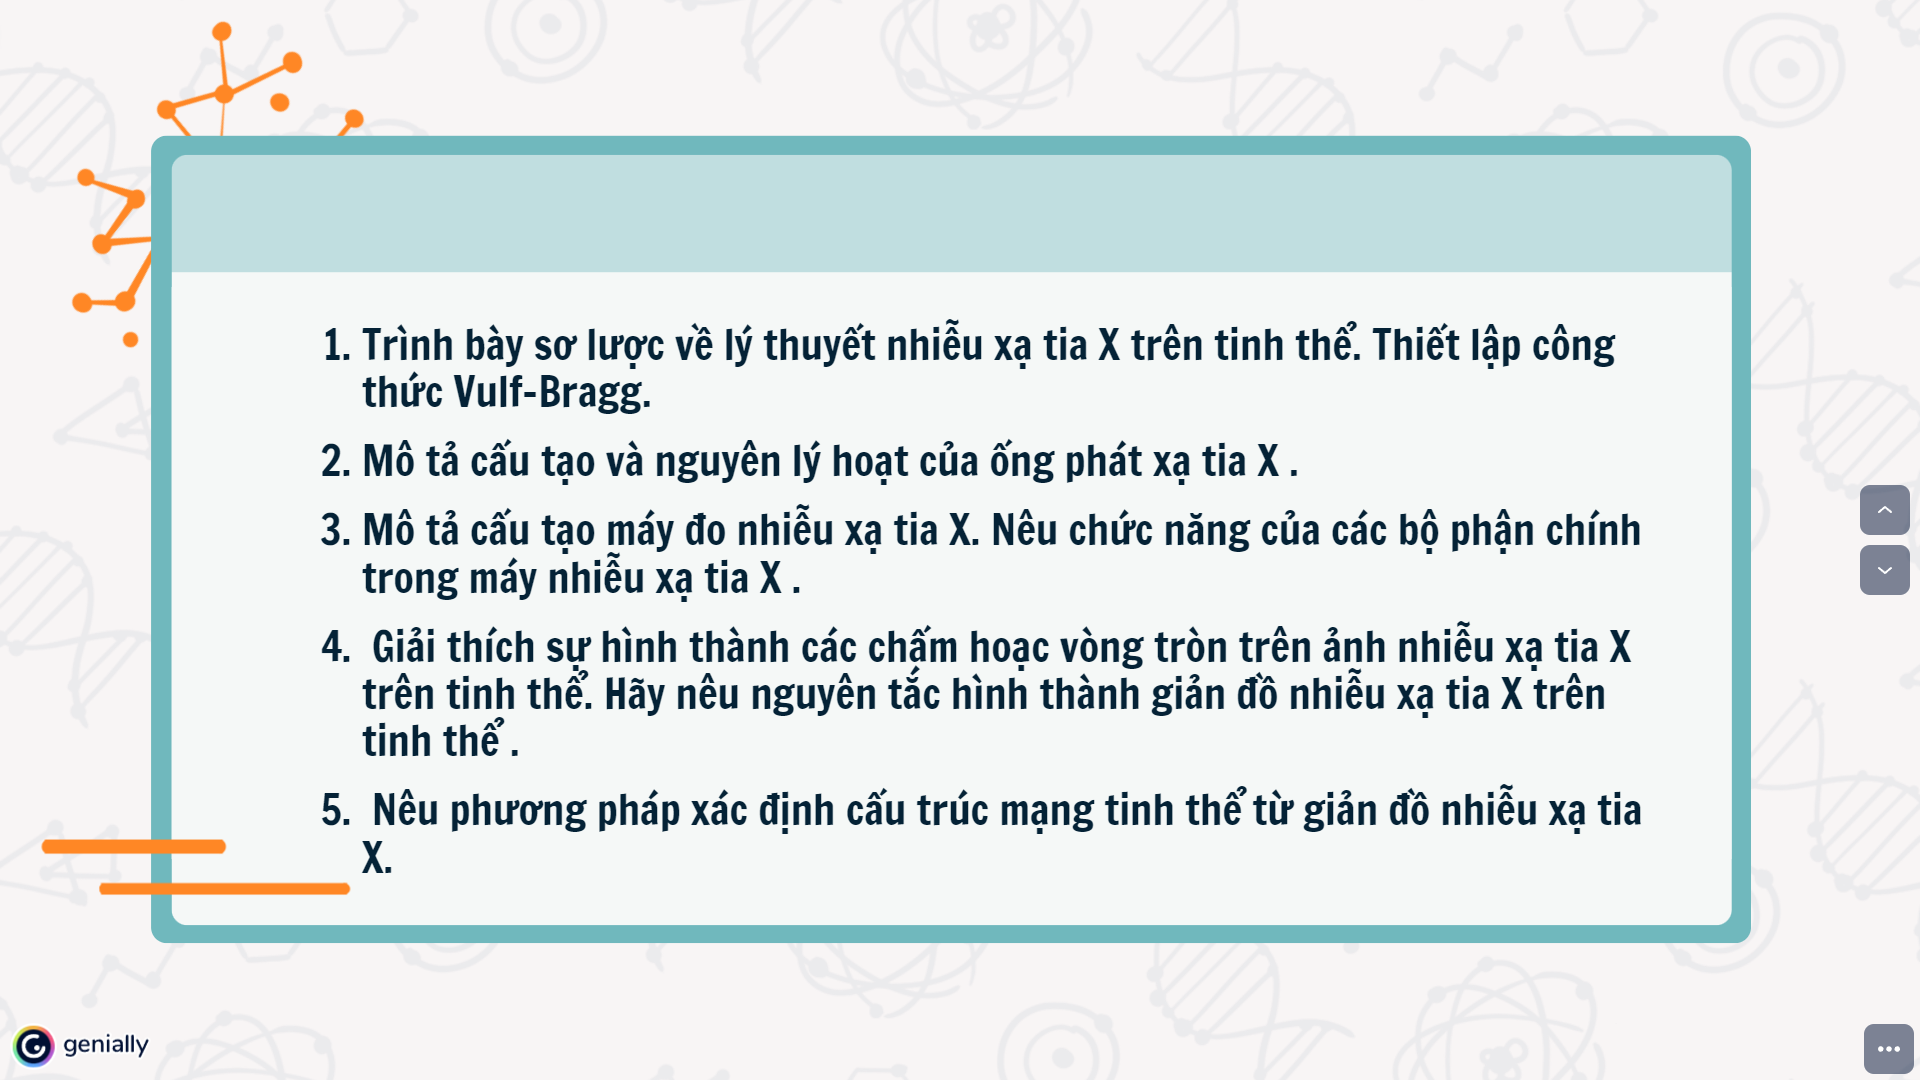 1. Trình bày sơ lược về lý thuyết nhiễu xạ tia X trên tinh thể. Thiết lập công
thức Vulf-Bragg.
2. Mô tả cấu tạo và nguyên lý hoạt của ống phát xạ tia X .
3. Mô tả cấu tạo máy đo nhiễu xạ tia X. Nêu chức năng của các bộ phận chính
trong máy nhiễu xạ tia X .
4. Giải thích sự hình thành các chấm hoạc vòng tròn trên ảnh nhiễu xạ tia X
trên tinh thể. Hãy nêu nguyên tắc hình thành giản đồ nhiễu xạ tia X trên
tinh thể .
5. Nêu phương pháp xác định cấu trúc mạng tinh thể từ giản đồ nhiễu xạ tia
X.
genially